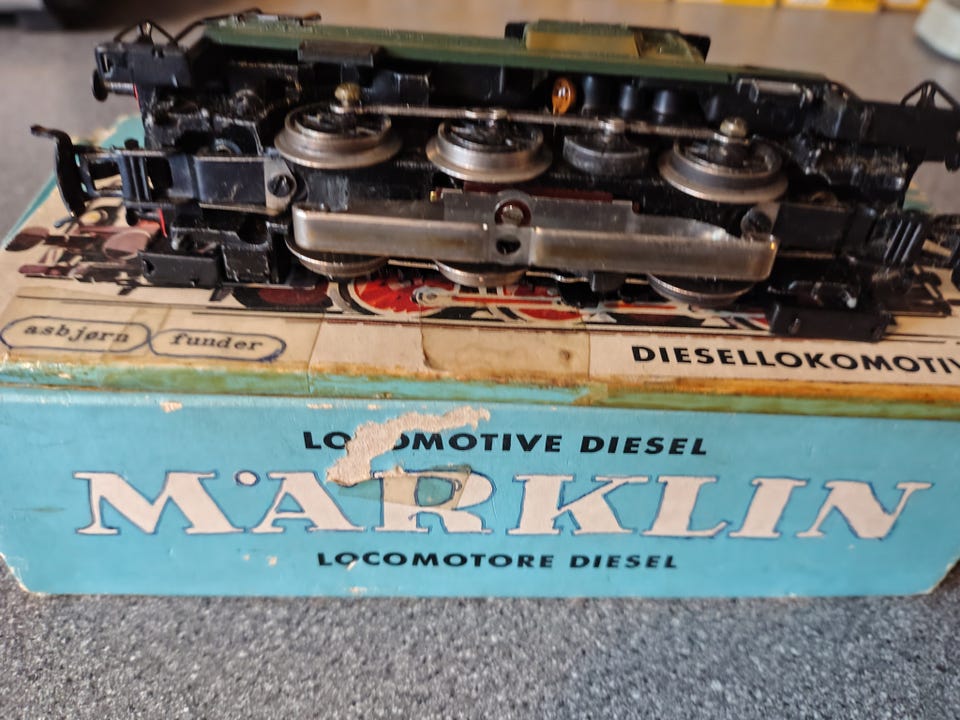 asbjørn funder
DIESELLOKOMOTIV
LOCOMOTIVE DIESEL
MÄRKLIN
LOCOMOTORE DIESEL